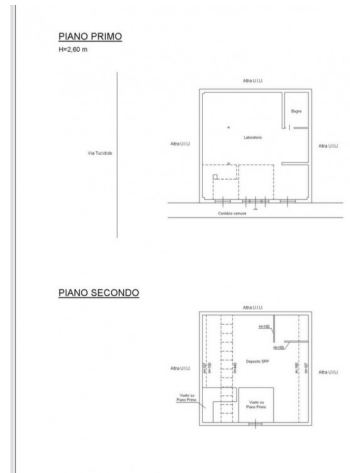 PIANO PRIMO
H=2,60 m
Altra U.I.U.
Bagno
Altra U.I.U.
Laboratorio
Altra U.I.U.
Via Tucidide
Corridoio comune
PIANO SECONDO
Altra U.I.U.
Altra U.I.U.
Deposito SPP
Altra U.I.U.
Vuoto su
Piano Primo
Vuoto su
Piano Primo